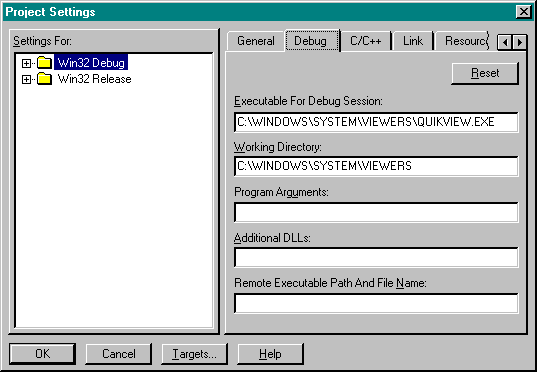 Project Settings
Settings For:
Win32 Debug
Win32 Release
General Debug C/C++ Link Resourc
Reset
Executable For Debug Session:
C:\WINDOWS\SYSTEM\VIEWERS\QUIKVIEW.EXE
Working Directory:
C:\WINDOWS\SYSTEM\VIEWERS
Program Arguments:
Additional DLLs:
Remote Executable Path And File Name:
OK Cancel Targets... Help